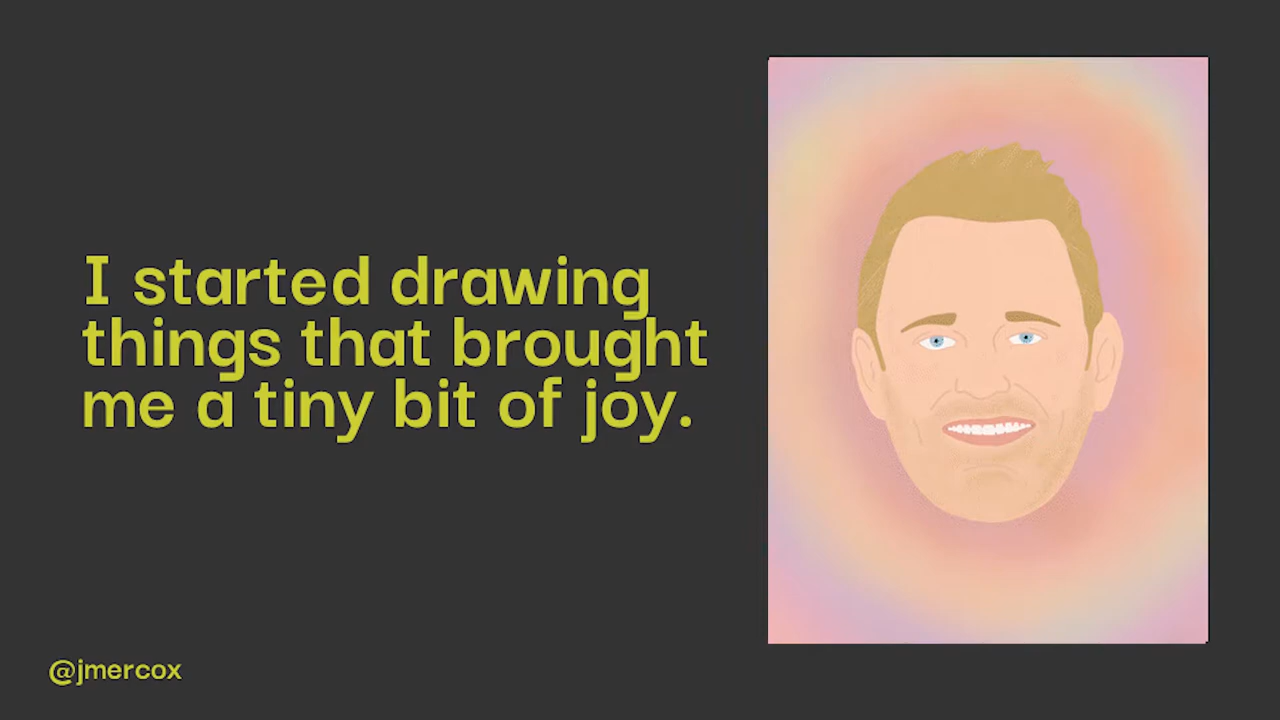 I started drawing
things that brought
me a tiny bit of joy.
@jmercox